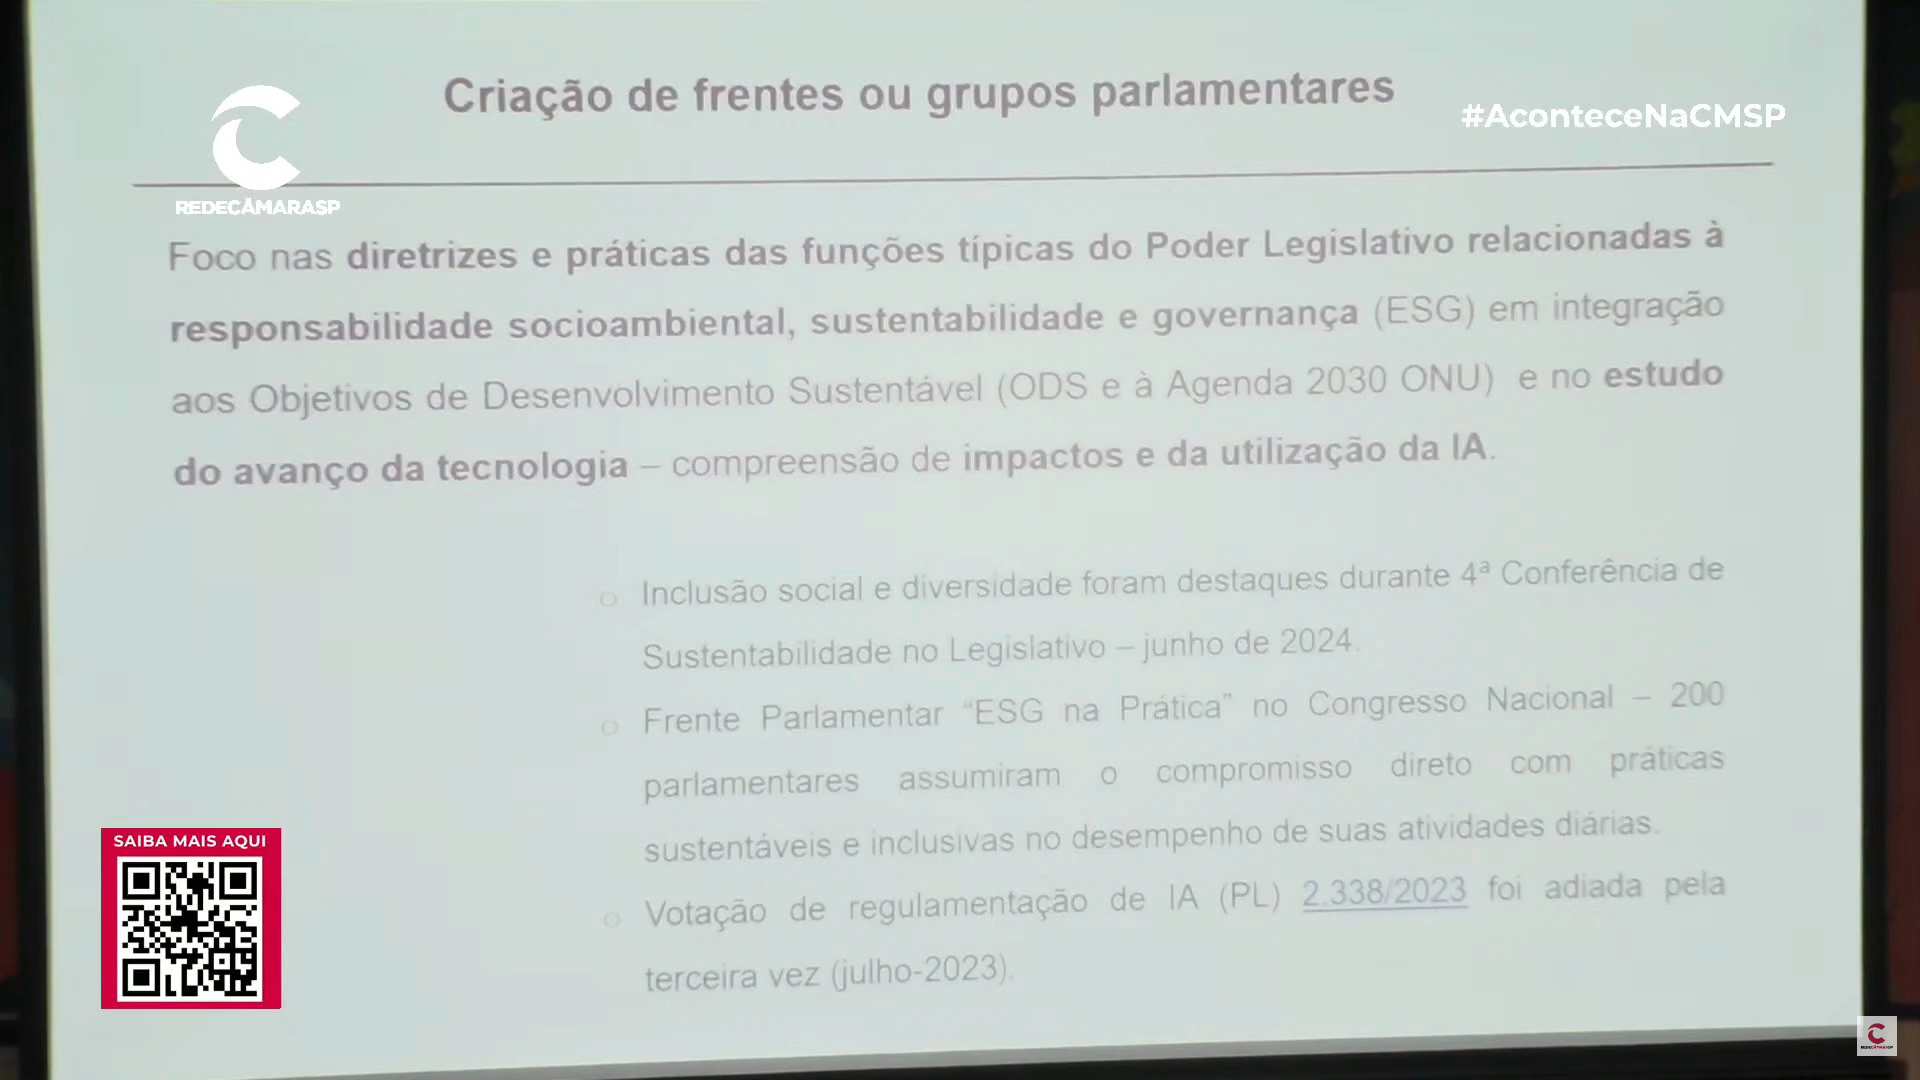 Criação de frentes ou grupos parlamentares
#AconteceNaCMSP
REDECÂMARASP
Foco nas diretrizes e práticas das funções típicas do Poder Legislativo relacionadas à
responsabilidade socioambiental, sustentabilidade e governança (ESG) em integração
aos Objetivos de Desenvolvimento Sustentável (ODS e à Agenda 2030 ONU) e no estudo
do avanço da tecnologia – compreensão de impactos e da utilização da IA.
○ Inclusão social e diversidade foram destaques durante 4ª Conferência de
Sustentabilidade no Legislativo – junho de 2024.
○ Frente Parlamentar “ESG na Prática” no Congresso Nacional – 200
parlamentares assumiram o compromisso direto com práticas
sustentáveis e inclusivas no desempenho de suas atividades diárias.
○ Votação de regulamentação de IA (PL) 2.338/2023 foi adiada pela
terceira vez (julho-2023).
SAIBA MAIS AQUI
REDECÂMARASP